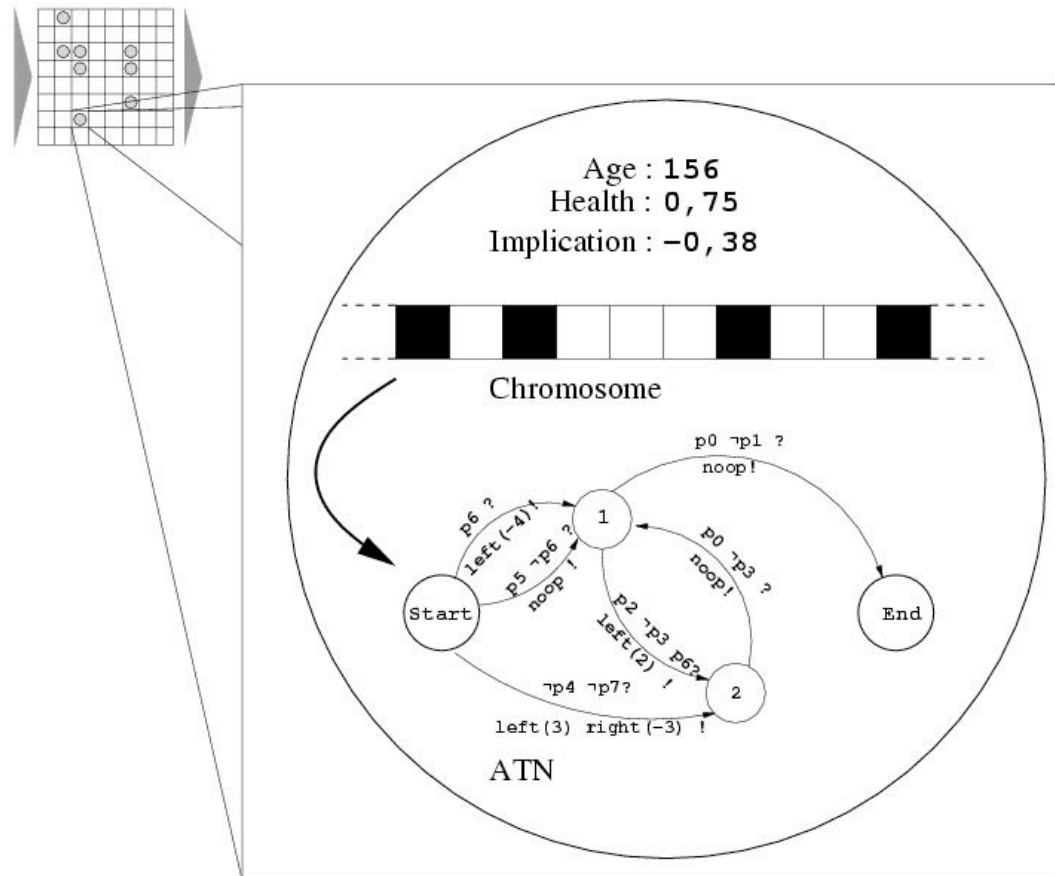 Age : 156
Health : 0,75
Implication : −0,38
Chromosome
p0 ¬p1 ?
noop!
p6 ?
left(-4)!
1
p5 ¬p6 ?
noop !
p0 ¬p3 ?
noop!
Start
End
p2 ¬p3 p6?
left(2) !
¬p4 ¬p7?
2
left(3) right(−3) !
ATN